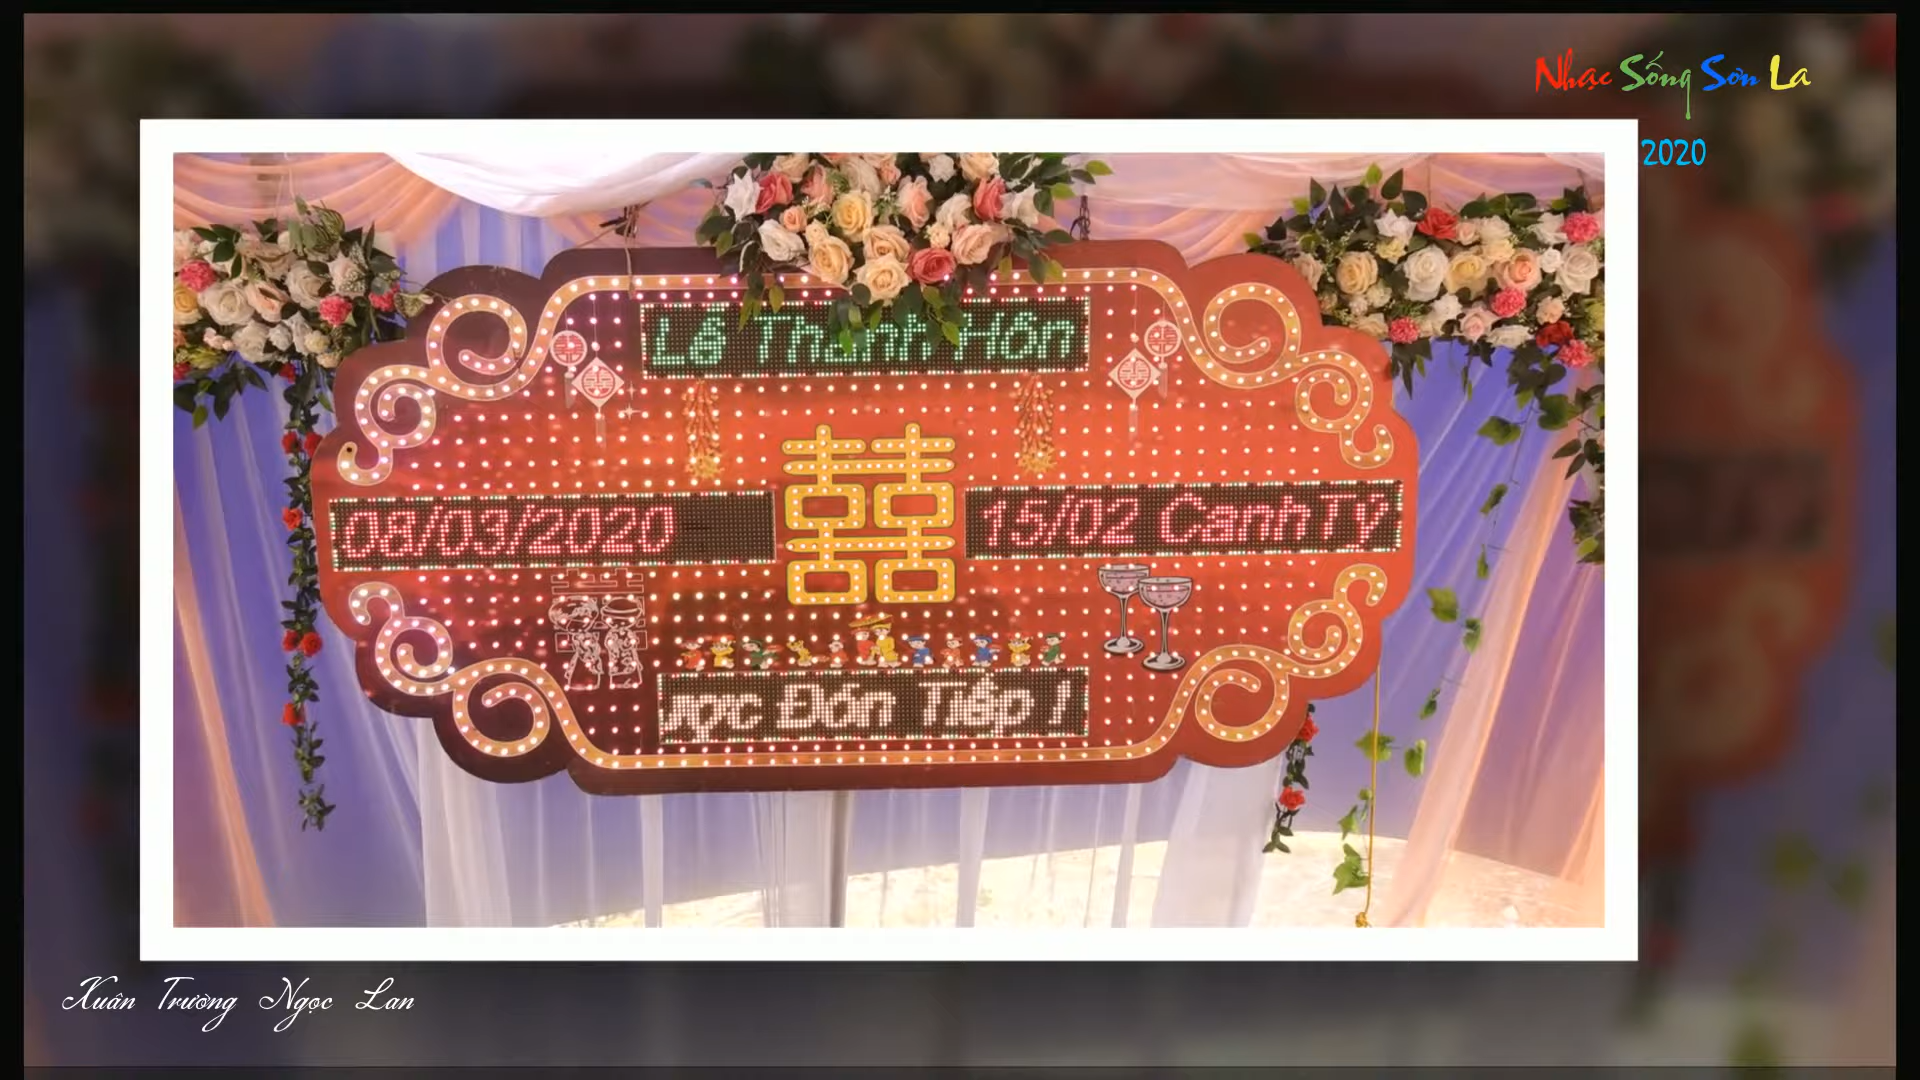 Nhạc Sống Sơn La
2020
Lễ Thành Hôn
08/03/2020
囍
15/02 Canh Tý
ược Đón Tiếp !
Xuân Trường Ngọc Lan